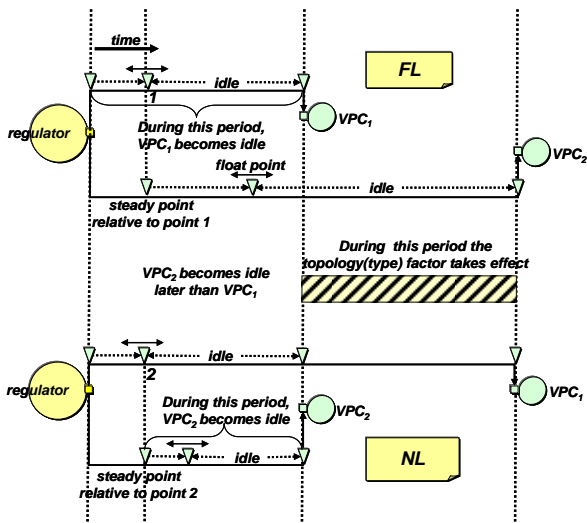 time
idle
FL
1
regulator
During this period,
VPC1 becomes idle
VPC1
float point
VPC2
idle
steady point
relative to point 1
During this period the
topology(type) factor takes effect
VPC2 becomes idle
later than VPC1
idle
2
regulator
During this period,
VPC2 becomes idle
VPC2
VPC1
idle
steady point
relative to point 2
NL